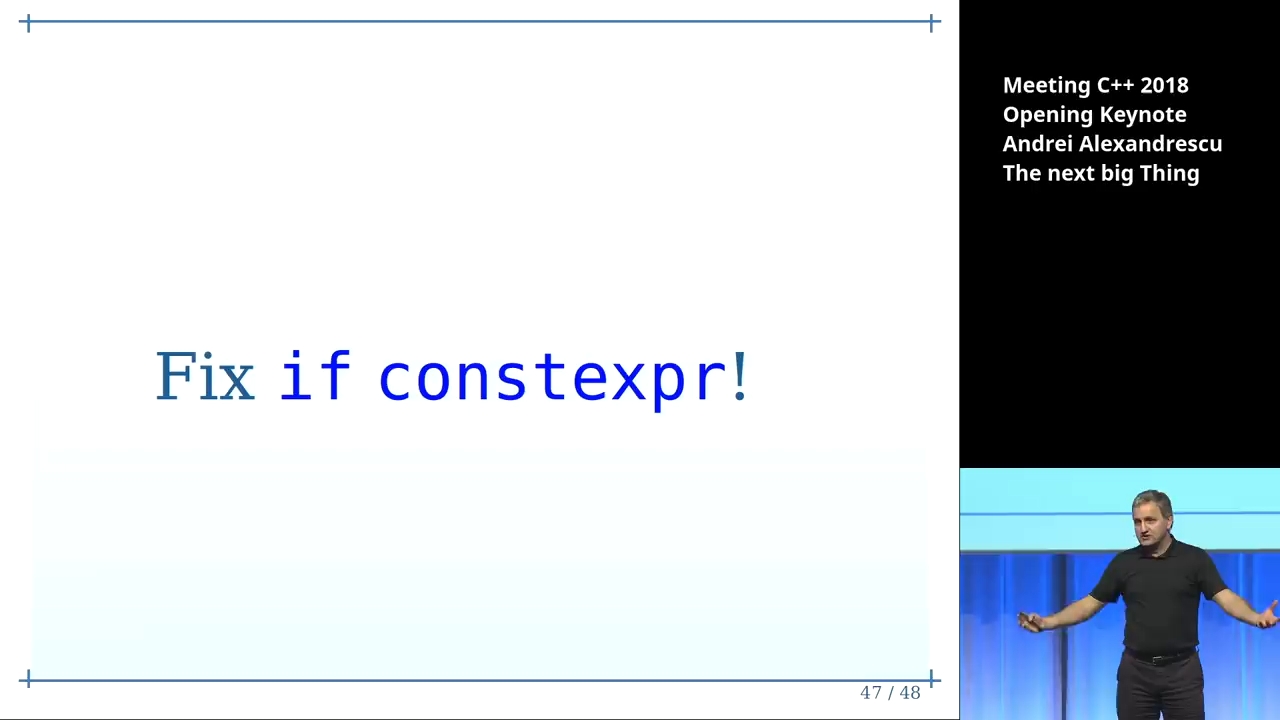 Fix if constexpr!
47 / 48
Meeting C++ 2018
Opening Keynote
Andrei Alexandrescu
The next big Thing